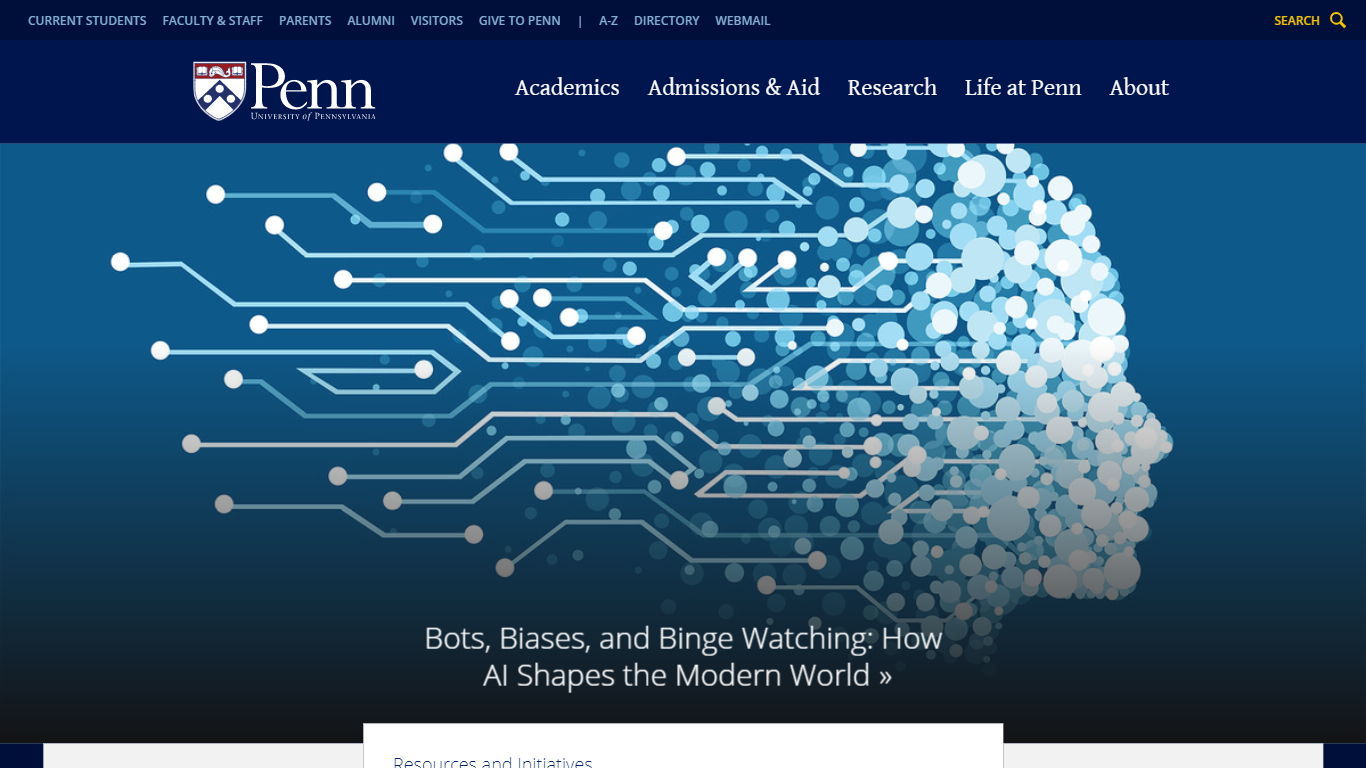 CURRENT STUDENTS FACULTY & STAFF PARENTS ALUMNI VISITORS GIVE TO PENN | A-Z DIRECTORY WEBMAIL SEARCH
Penn
UNIVERSITY of PENNSYLVANIA
Academics Admissions & Aid Research Life at Penn About
Bots, Biases, and Binge Watching: How
AI Shapes the Modern World »
Resources and Initiatives